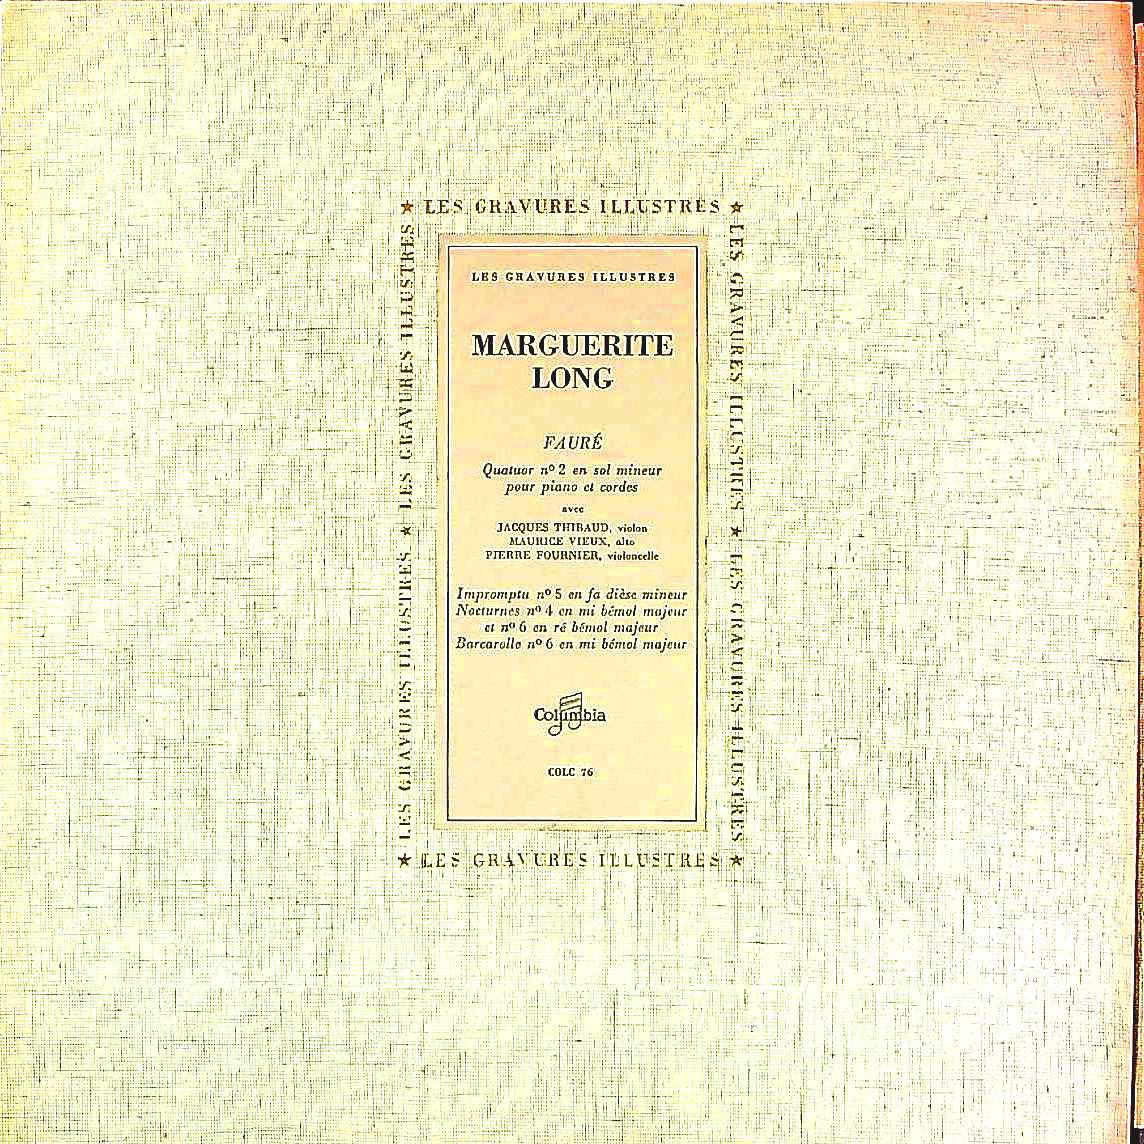 ★ LES GRAVURES ILLUSTRES ★
LES GRAVURES ILLUSTRES ★ LES GRAVURES ILLUSTRES
LES GRAVURES ILLUSTRES
MARGUERITE
LONG
FAURÉ
Quatuor nº 2 en sol mineur
pour piano et cordes
avec
JACQUES THIBAUD, violon
MAURICE VIEUX, alto
PIERRE FOURNIER, violoncelle
Impromptu nº 5 en fa dièse mineur
Nocturnes nº 4 en mi bémol majeur
et nº 6 en ré bémol majeur
Barcarolle nº 6 en mi bémol majeur
Columbia
COLC 76
LES GRAVURES ILLUSTRES ★ LES GRAVURES ILLUSTRES
★ LES GRAVURES ILLUSTRES ★